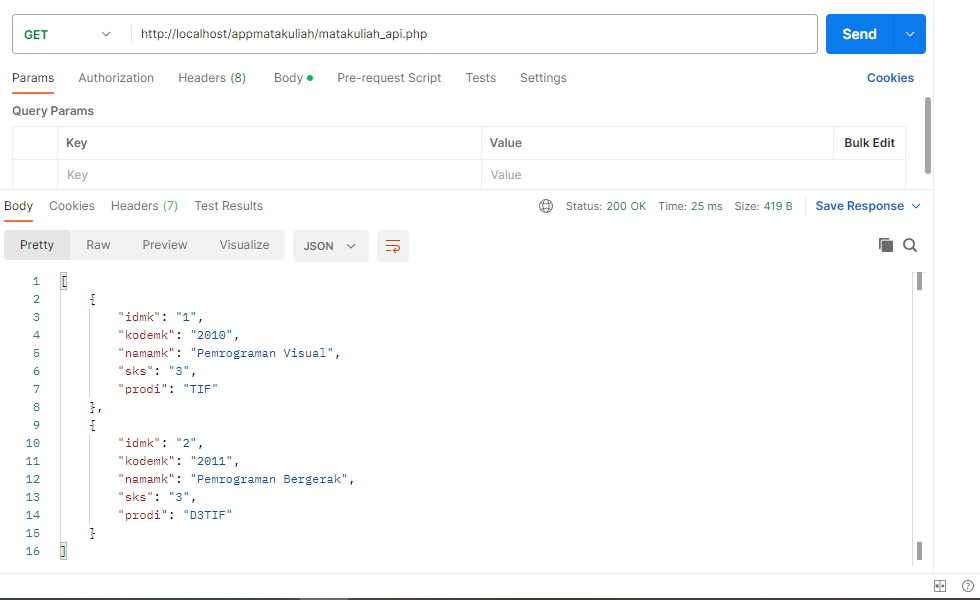 GET http://localhost/appmatakuliah/matakuliah_api.php Send
Params Authorization Headers (8) Body Pre-request Script Tests Settings Cookies
Query Params
Key Value Bulk Edit
Key Value
Body Cookies Headers (7) Test Results Status: 200 OK Time: 25 ms Size: 419 B Save Response
Pretty Raw Preview Visualize JSON
1 [
2 {
3 "idmk": "1",
4 "kodemk": "2010",
5 "namamk": "Pemrograman Visual",
6 "sks": "3",
7 "prodi": "TIF"
8 },
9 {
10 "idmk": "2",
11 "kodemk": "2011",
12 "namamk": "Pemrograman Bergerak",
13 "sks": "3",
14 "prodi": "D3TIF"
15 }
16 ]